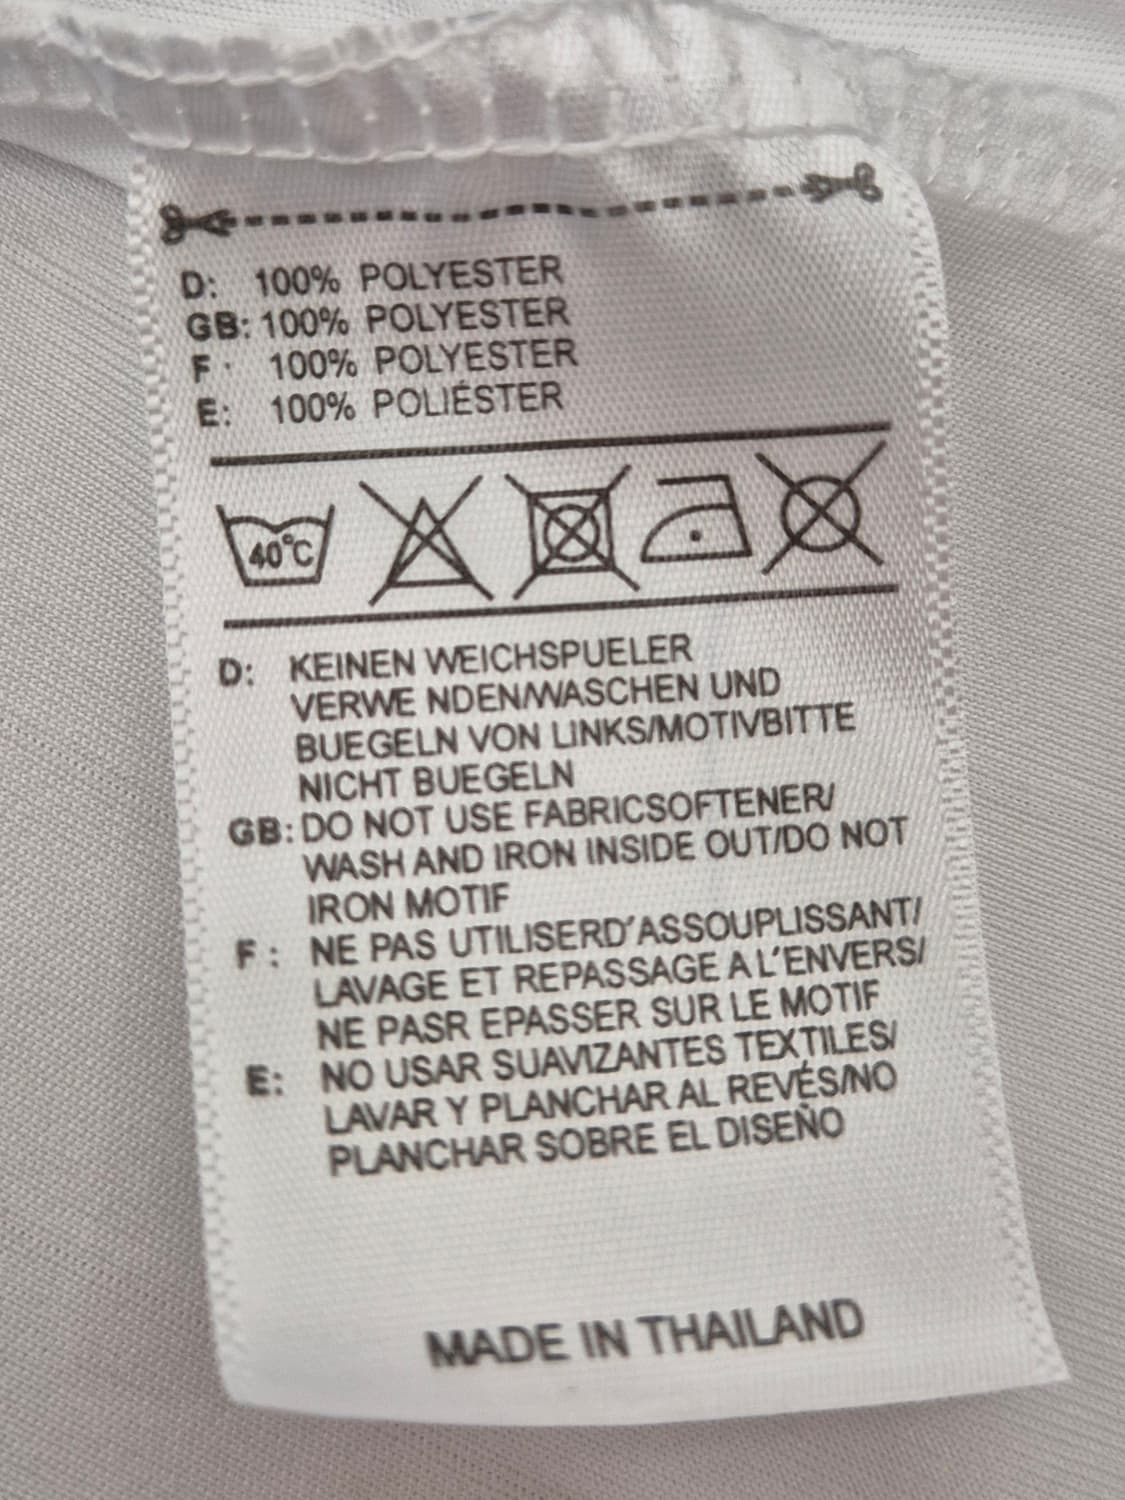 D: 100% POLYESTER
GB: 100% POLYESTER
F: 100% POLYESTER
E: 100% POLIÉSTER
40°C
D: KEINEN WEICHSPUELER
VERWE NDEN/WASCHEN UND
BUEGELN VON LINKS/MOTIVBITTE
NICHT BUEGELN
GB: DO NOT USE FABRICSOFTENER/
WASH AND IRON INSIDE OUT/DO NOT
IRON MOTIF
F : NE PAS UTILISERD'ASSOUPLISSANT/
LAVAGE ET REPASSAGE A L'ENVERS/
NE PASR EPASSER SUR LE MOTIF
E: NO USAR SUAVIZANTES TEXTILES/
LAVAR Y PLANCHAR AL REVÉS/NO
PLANCHAR SOBRE EL DISEÑO
MADE IN THAILAND